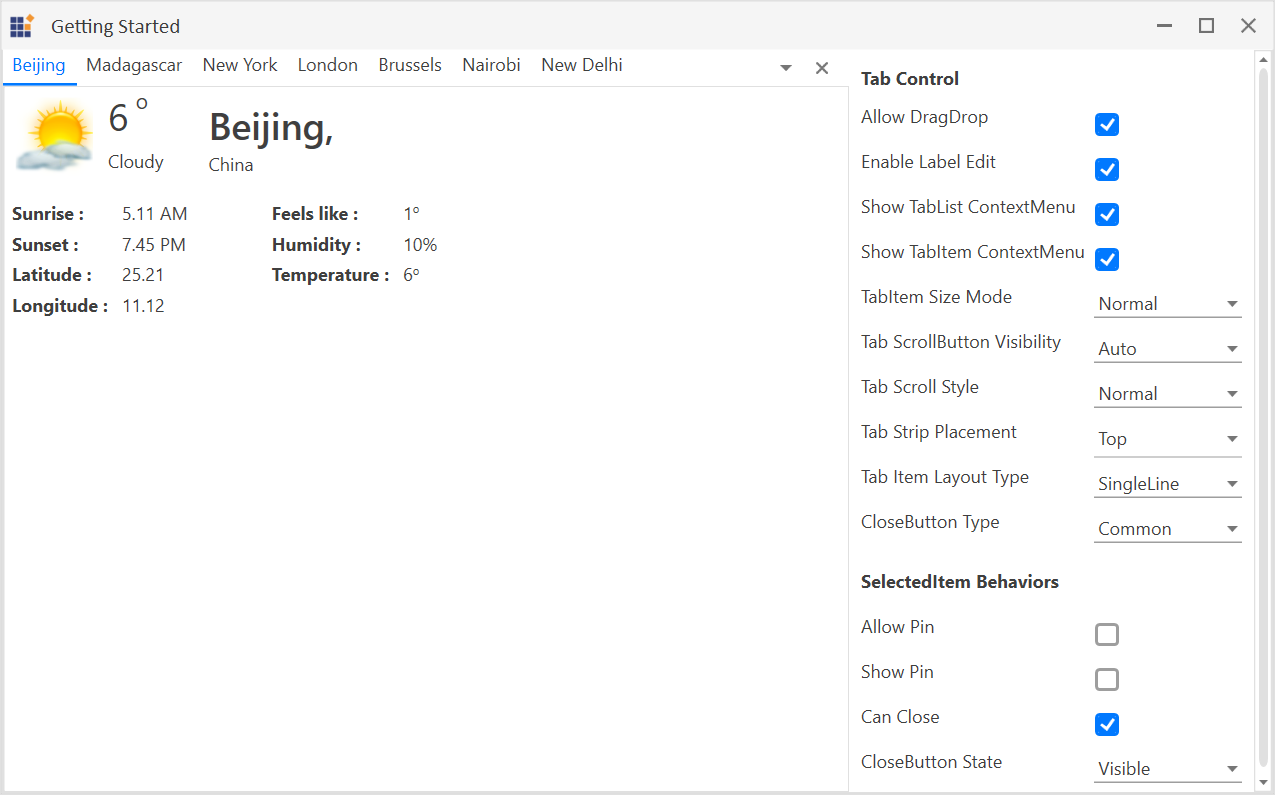 Getting Started
Beijing Madagascar New York London Brussels Nairobi New Delhi
6 °
Cloudy
Beijing,
China
Sunrise : 5.11 AM Feels like : 1°
Sunset : 7.45 PM Humidity : 10%
Latitude : 25.21 Temperature : 6°
Longitude : 11.12
Tab Control
Allow DragDrop
Enable Label Edit
Show TabList ContextMenu
Show TabItem ContextMenu
TabItem Size Mode Normal
Tab ScrollButton Visibility Auto
Tab Scroll Style Normal
Tab Strip Placement Top
Tab Item Layout Type SingleLine
CloseButton Type Common
SelectedItem Behaviors
Allow Pin
Show Pin
Can Close
CloseButton State Visible